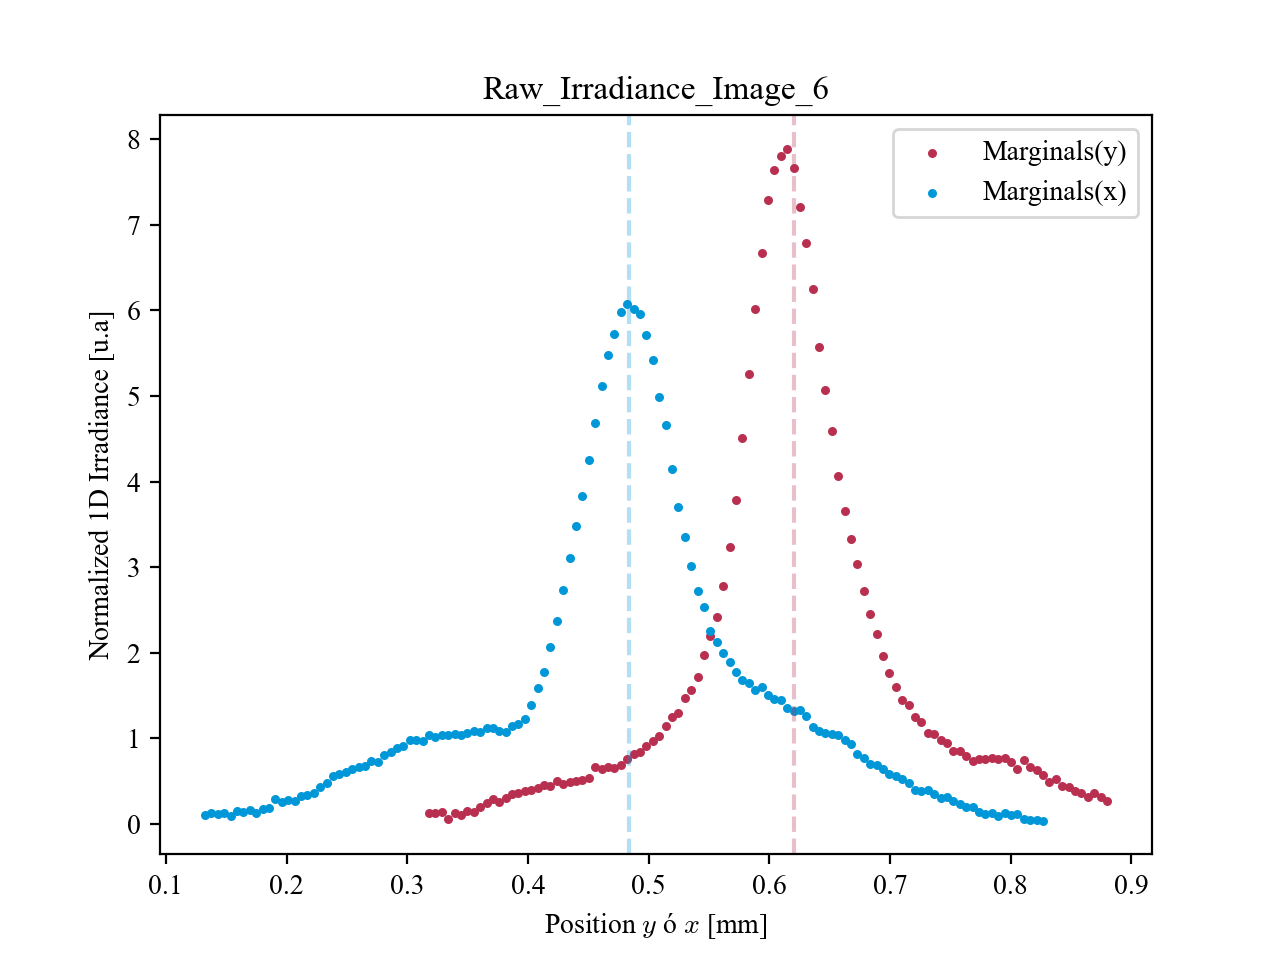 Raw_Irradiance_Image_6
Marginals(y)
Marginals(x)
Normalized 1D Irradiance [u.a]
8
7
6
5
4
3
2
1
0
0.1 0.2 0.3 0.4 0.5 0.6 0.7 0.8 0.9
Position y ó x [mm]